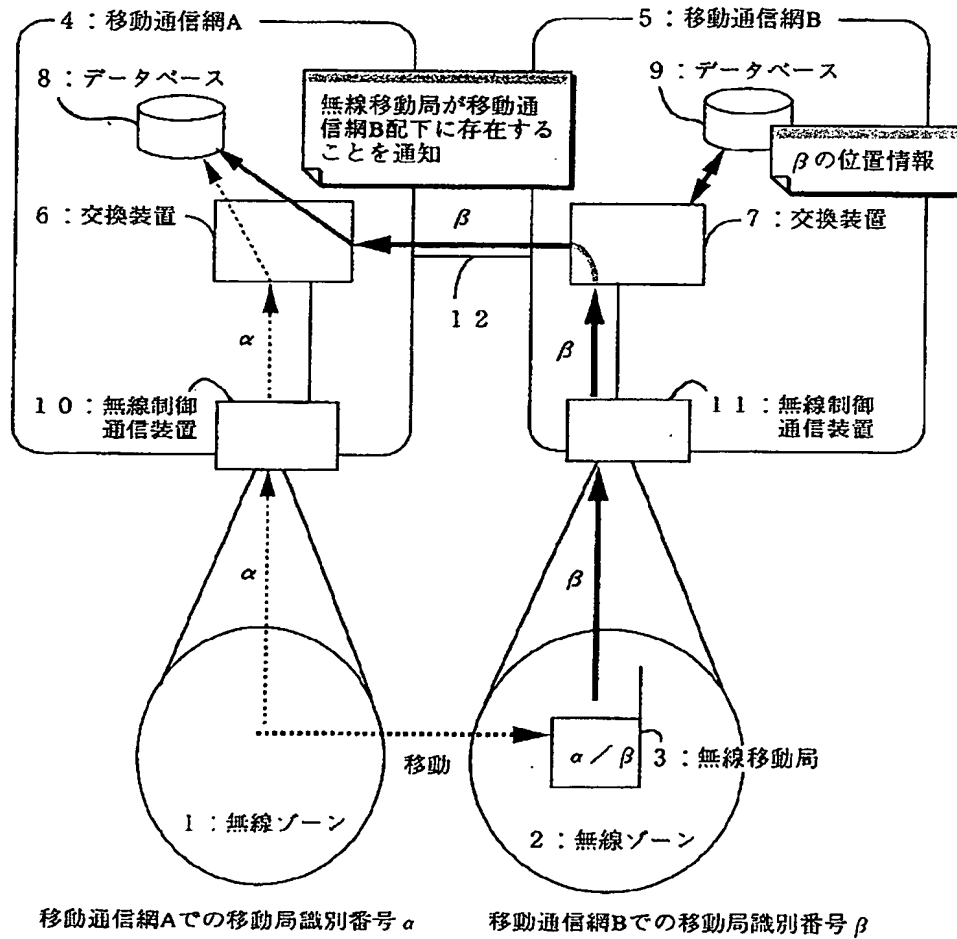 4：移動通信網A
5：移動通信網B
8：データベース
無線移動局が移動通
信網B配下に存在する
ことを通知
9：データベース
βの位置情報
6：交換装置
β
7：交換装置
12
α
β
10：無線制御
通信装置
11：無線制御
通信装置
α
β
移動
α／β
3：無線移動局
1：無線ゾーン
2：無線ゾーン
移動通信網Aでの移動局識別番号α
移動通信網Bでの移動局識別番号β